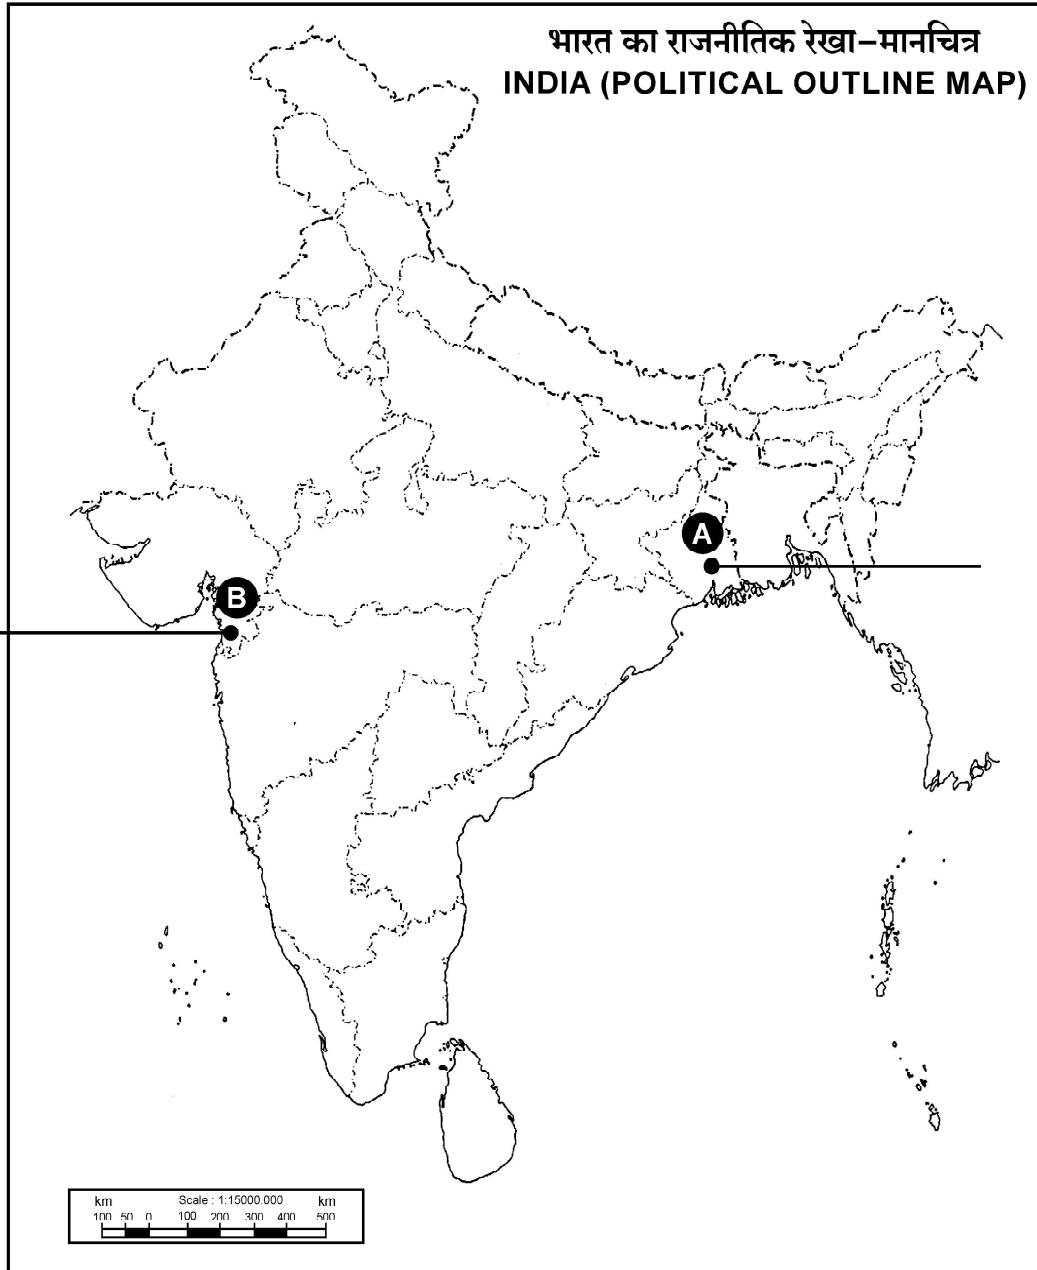 भारत का राजनीतिक रेखा–मानचित्र
INDIA (POLITICAL OUTLINE MAP)
A
B
km Scale : 1:15000.000 km
100 50 0 100 200 300 400 500